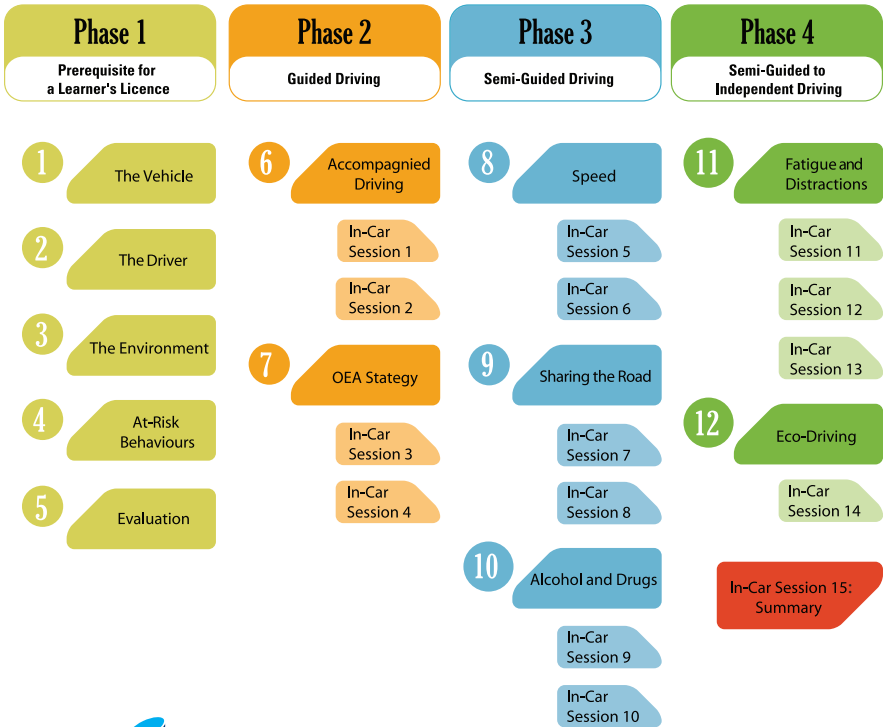 Phase 1
Prerequisite for
a Learner's Licence
1
The Vehicle
2
The Driver
3
The Environment
4
At-Risk
Behaviours
5
Evaluation
Phase 2
Guided Driving
6
Accompagnied
Driving
In-Car
Session 1
In-Car
Session 2
7
OEA Stategy
In-Car
Session 3
In-Car
Session 4
Phase 3
Semi-Guided Driving
8
Speed
In-Car
Session 5
In-Car
Session 6
9
Sharing the Road
In-Car
Session 7
In-Car
Session 8
10
Alcohol and Drugs
In-Car
Session 9
In-Car
Session 10
Phase 4
Semi-Guided to
Independent Driving
11
Fatigue and
Distractions
In-Car
Session 11
In-Car
Session 12
In-Car
Session 13
12
Eco-Driving
In-Car
Session 14
In-Car Session 15:
Summary